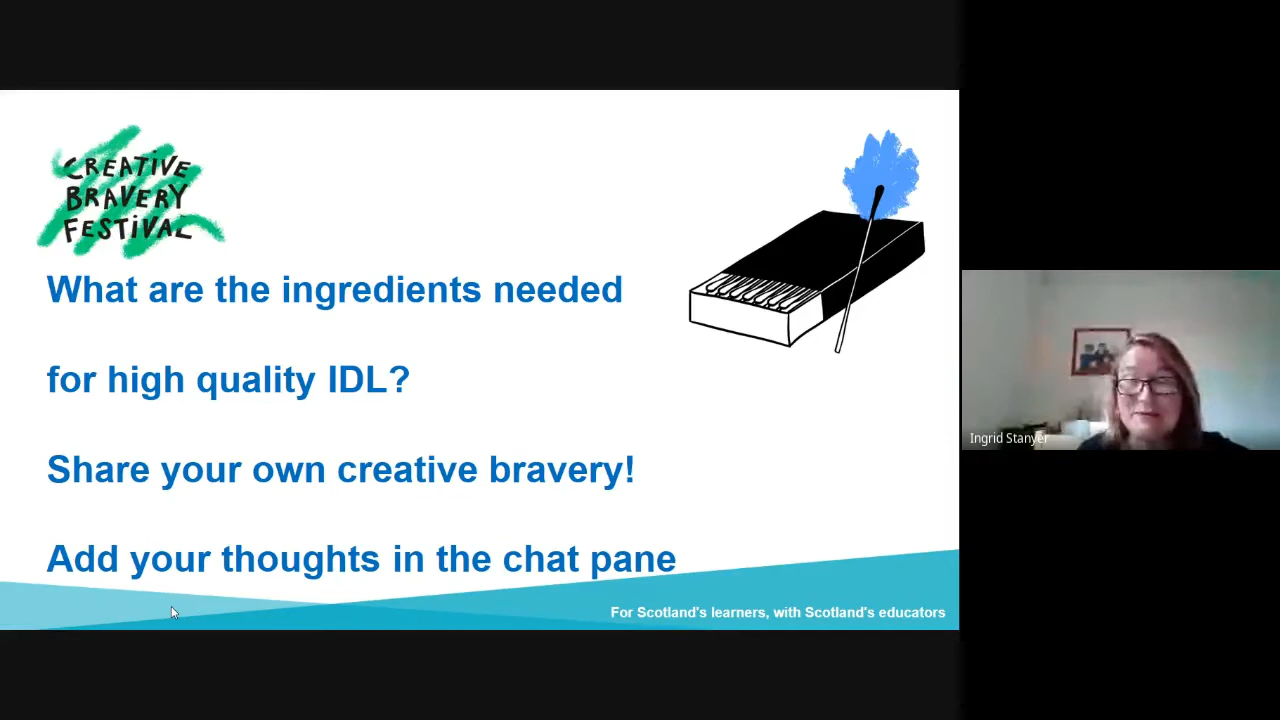 CREATIVE
BRAVERY
FESTIVAL
What are the ingredients needed
for high quality IDL?
Share your own creative bravery!
Add your thoughts in the chat pane
For Scotland's learners, with Scotland's educators
Ingrid Stanyer